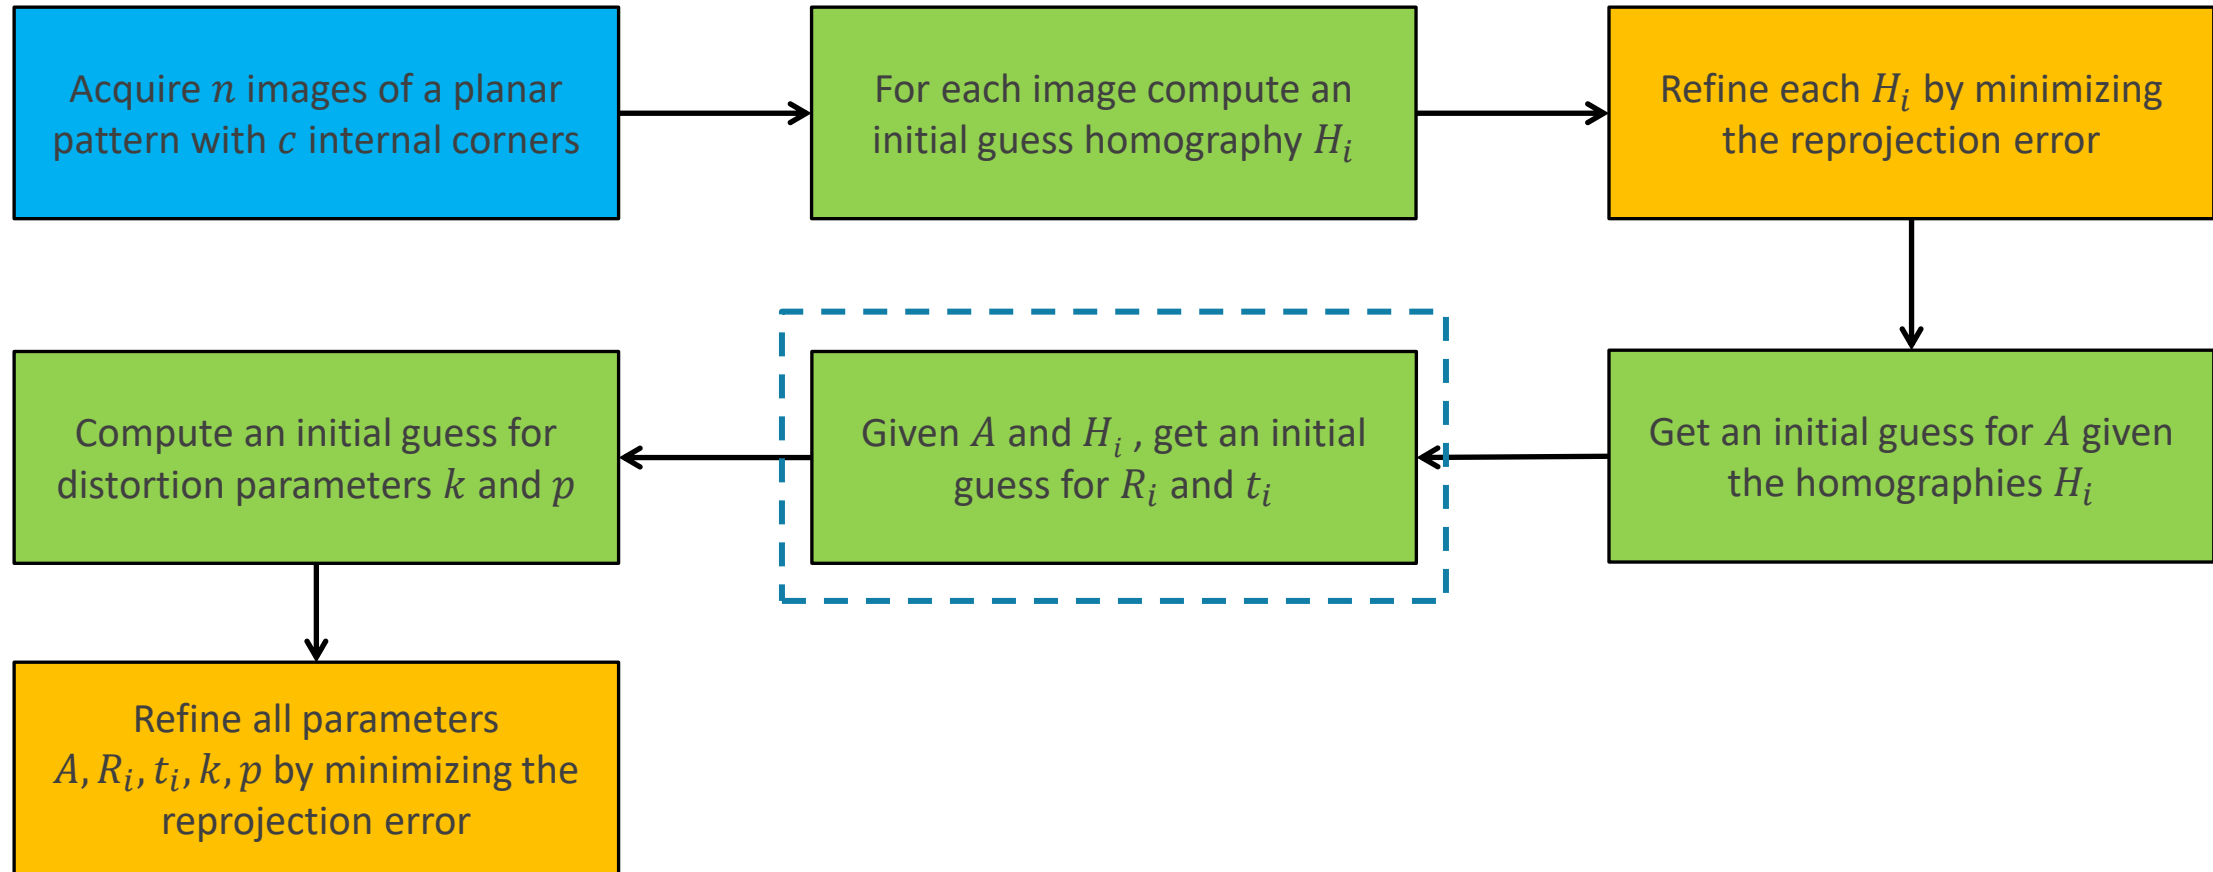 Acquire n images of a planar
pattern with c internal corners
For each image compute an
initial guess homography H_i
Refine each H_i by minimizing
the reprojection error
Get an initial guess for A given
the homographies H_i
Given A and H_i , get an initial
guess for R_i and t_i
Compute an initial guess for
distortion parameters k and p
Refine all parameters
A, R_i, t_i, k, p by minimizing the
reprojection error